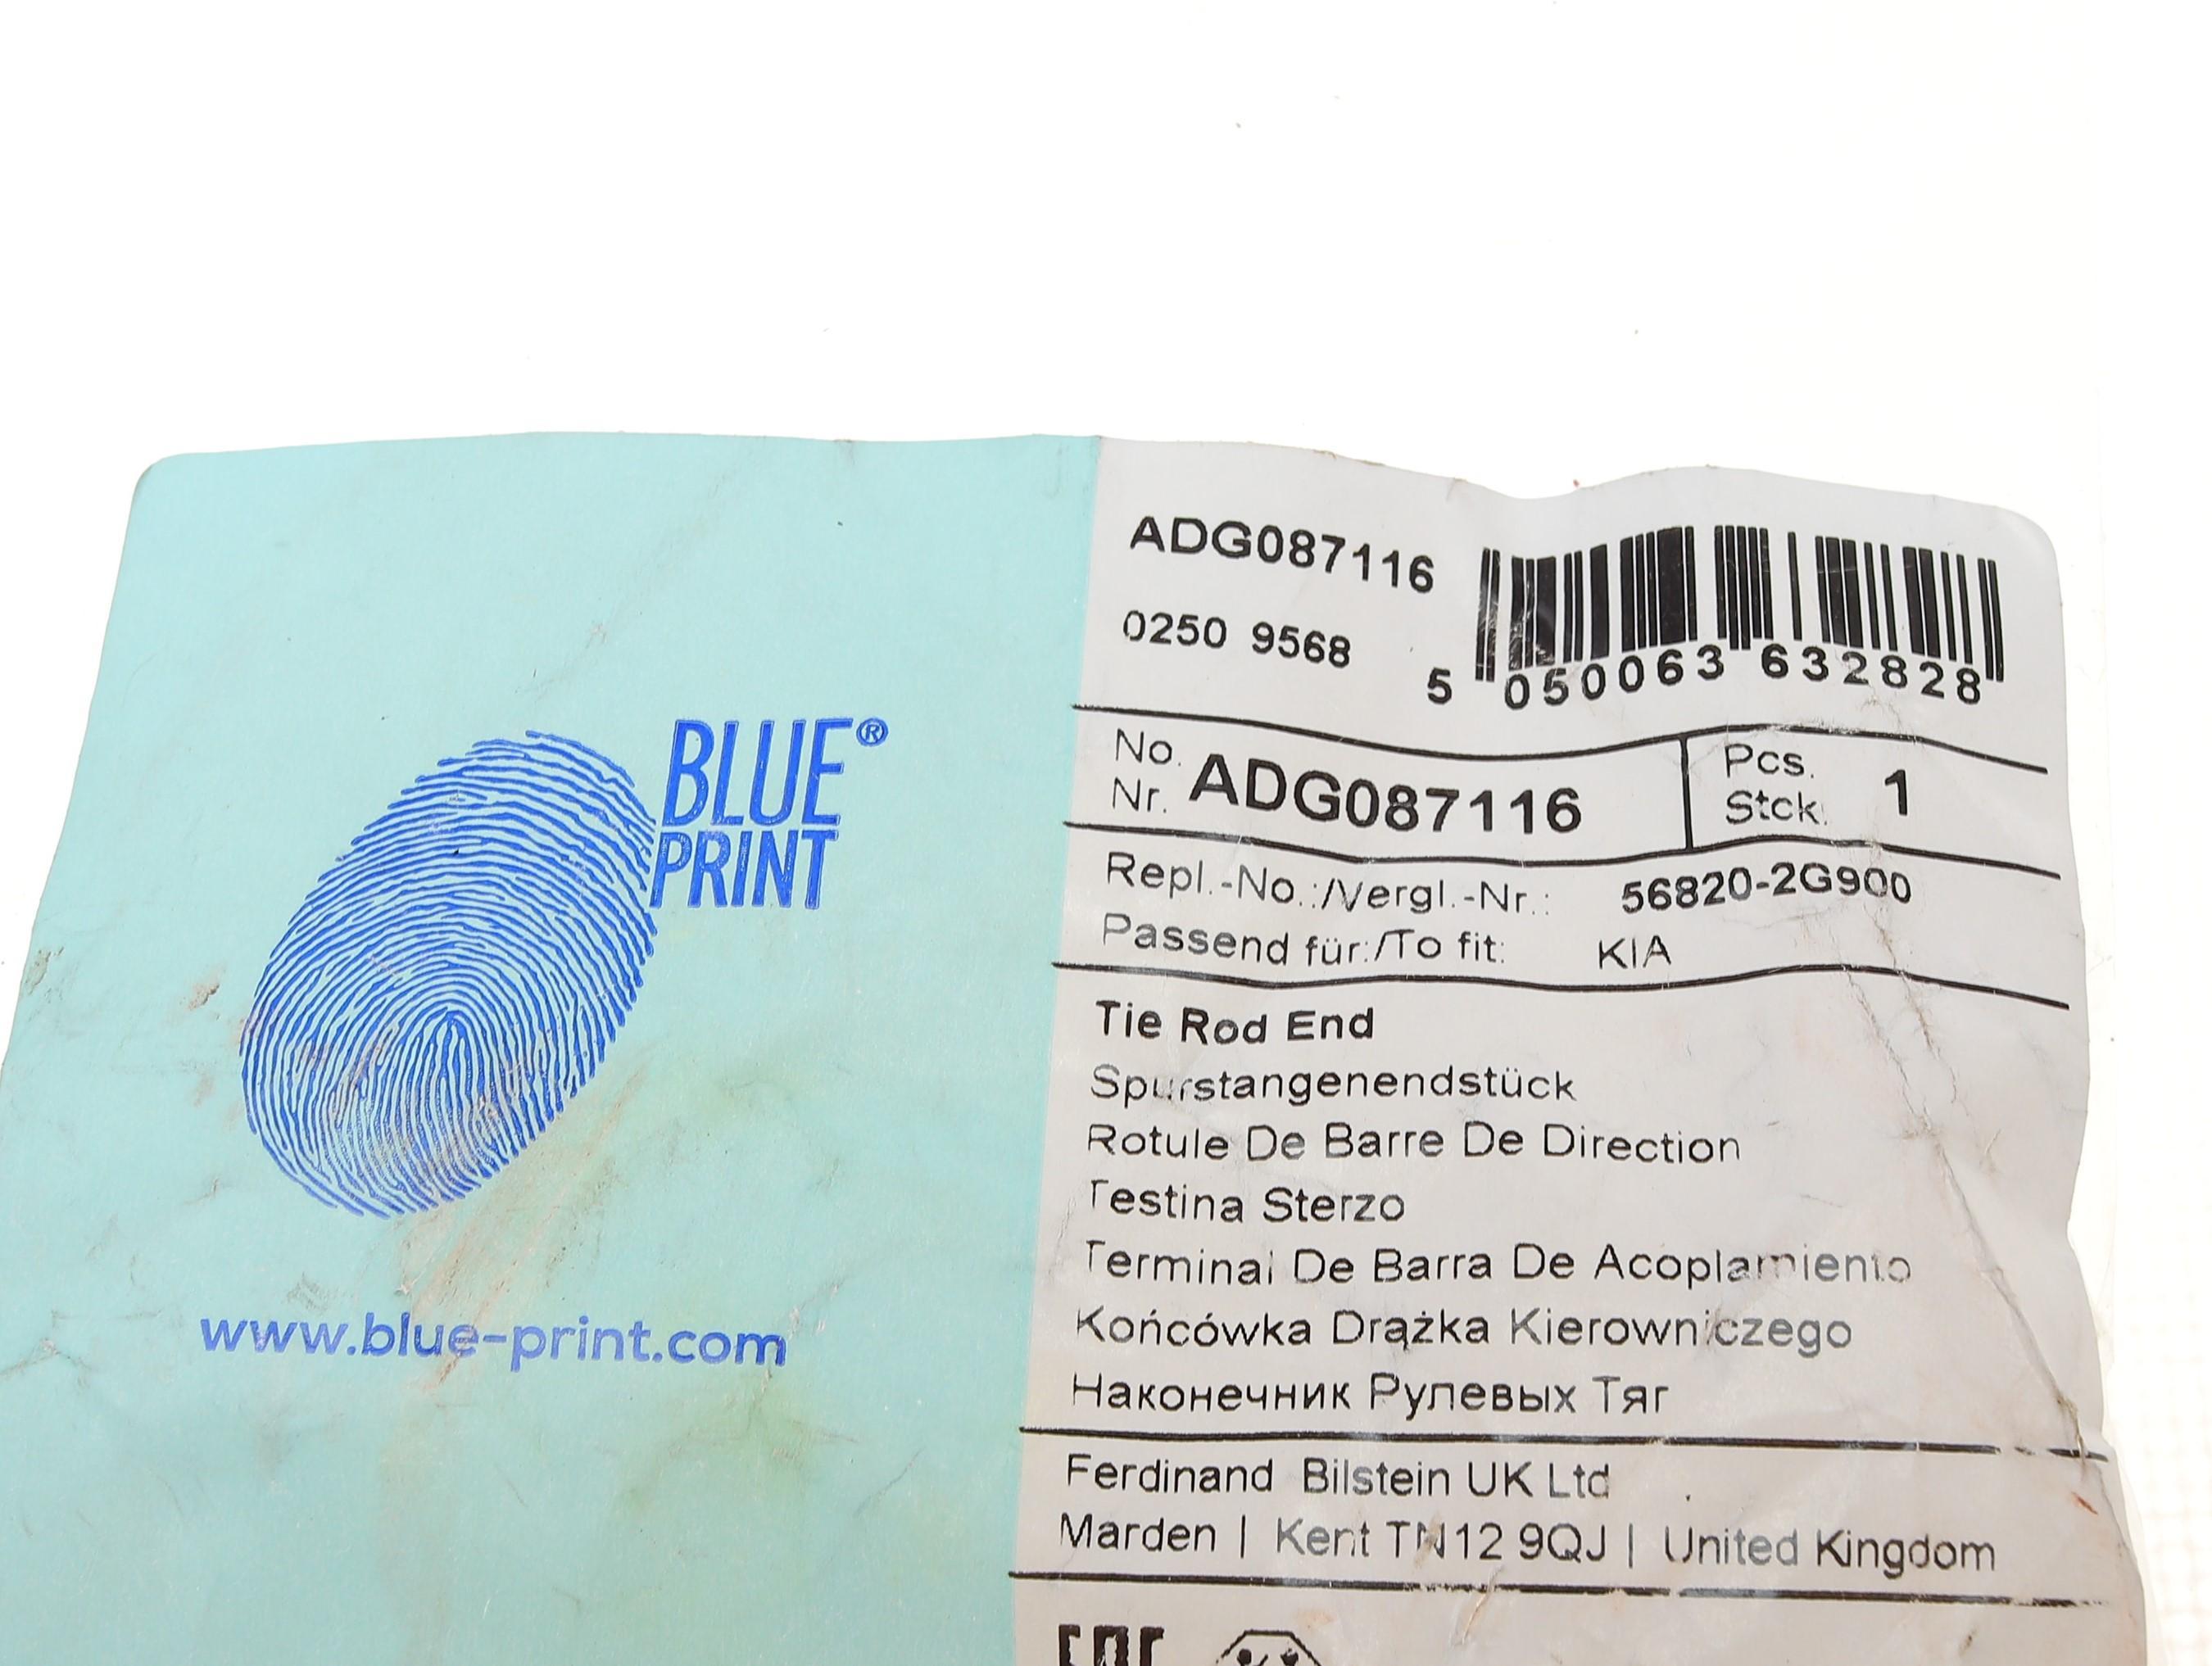 BLUE®
PRINT
www.blue-print.com
ADG087116
0250 9568
5 050063 632828
No. Nr. ADG087116
Pcs. Stck. 1
Repl.-No.:/Vergl.-Nr.: 56820-2G900
Passend für:/To fit: KIA
Tie Rod End
Spurstangenendstück
Rotule De Barre De Direction
Testina Sterzo
Terminal De Barra De Acoplamiento
Końcówka Drążka Kierowniczego
Наконечник Рулевых Тяг
Ferdinand Bilstein UK Ltd
Marden | Kent TN12 9QJ | United Kingdom
EAC